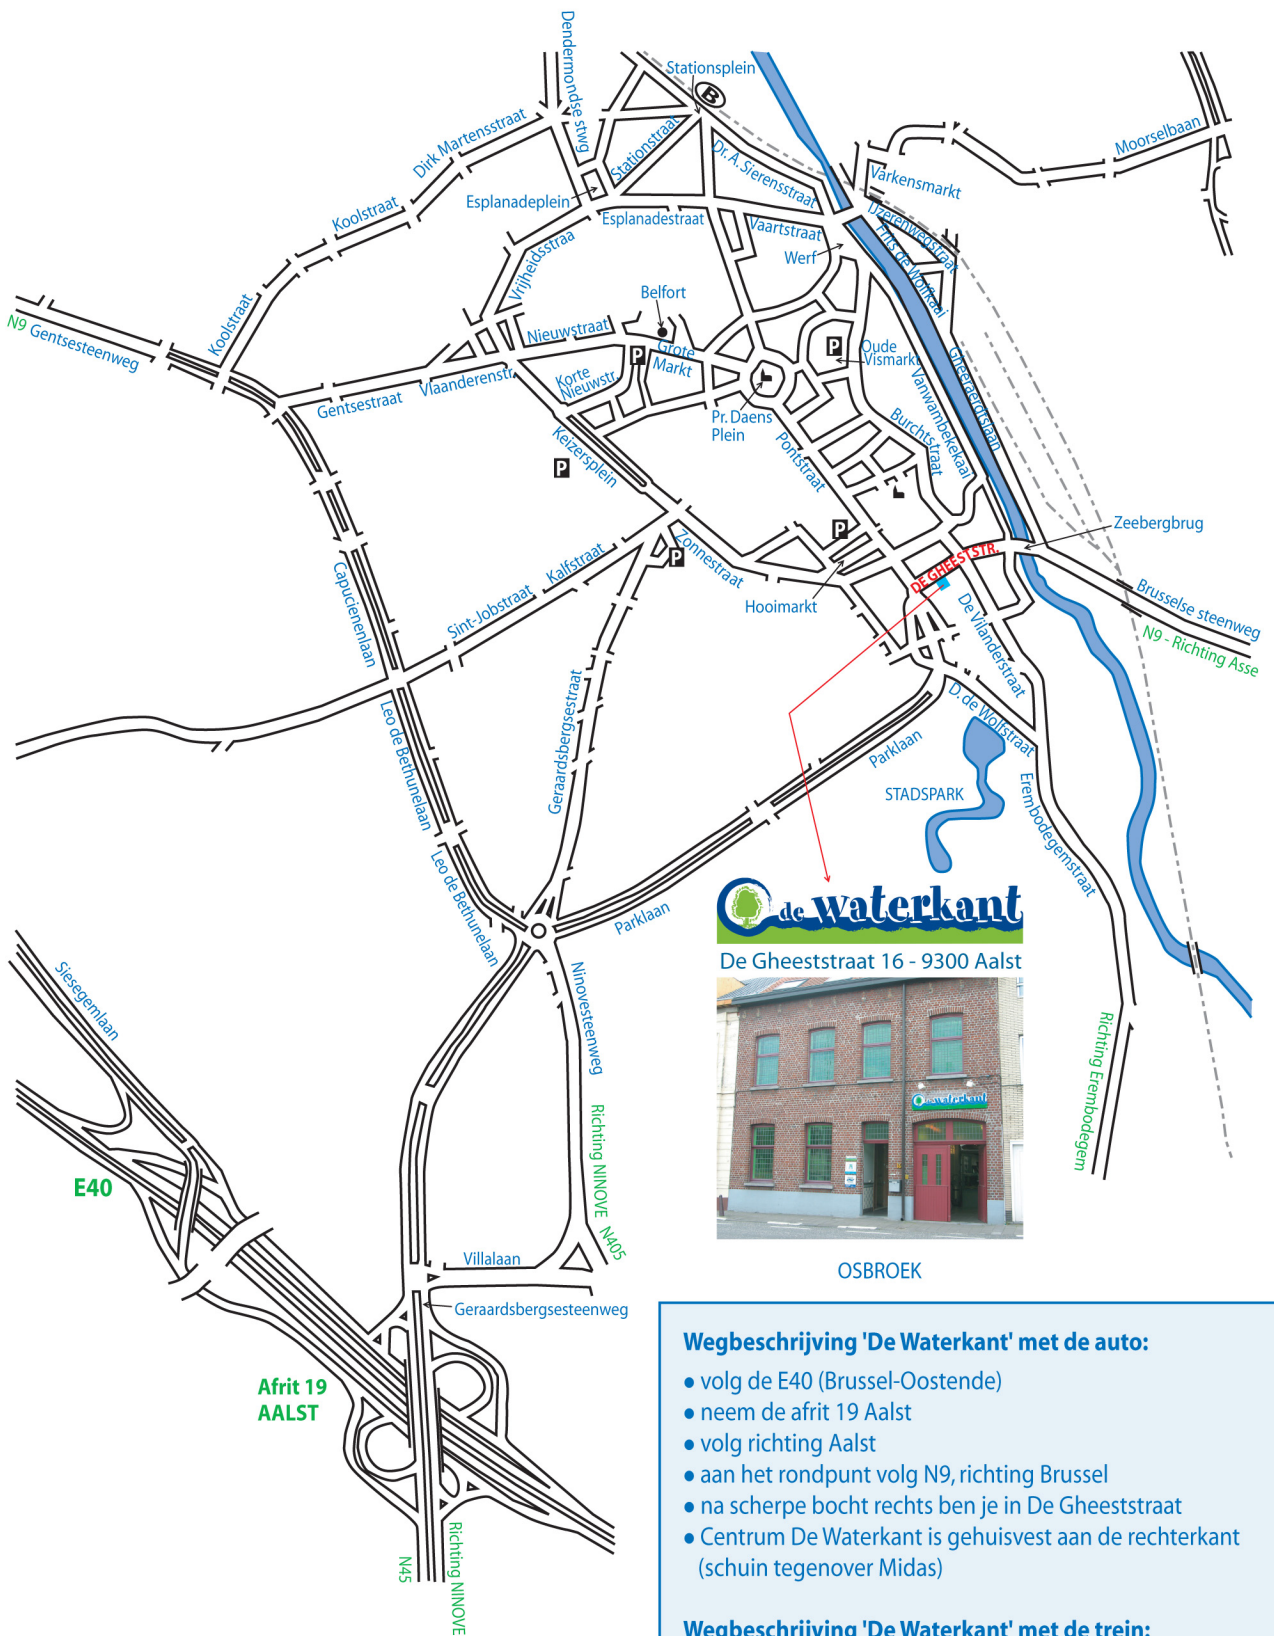 Dendermondse stwg
Stationsplein
B
Dirk Martensstraat
Stationstraat
Dr. A. Sierensstraat
Moorselbaan
Varkensmarkt
Esplanadeplein
Koolstraat
Esplanadestraat
Vaartstraat
IJzerenwegstraat
Frits de Wolfkaai
Werf
Vrijheidsstraa
Belfort
Koolstraat
N9 Gentsesteenweg
Nieuwstraat
Grote
Markt
P
P
Oude
Vismarkt
Gheeraerdtslaan
Vlaanderenstr.
Gentsestraat
Korte
Nieuwstr.
Vanwambekekaai
Pr. Daens
Plein
Burchtstraat
Pontstraat
Keizersplein
P
P
Zeebergbrug
P
Zonnestraat
DE GHEESTSTR.
Kalfstraat
Sint-Jobstraat
Capucienenlaan
Hooimarkt
De Vilanderstraat
Brusselse steenweg
N9 - Richting Asse
Geraardsbergsestraat
D. de Wolfstraat
Leo de Bethunelaan
Parklaan
STADSPARK
Erembodegemstraat
Leo de Bethunelaan
Parklaan
de waterkant
De Gheeststraat 16 - 9300 Aalst
Siesegemlaan
Ninovesteenweg
de waterkant
Richting Erembodegem
Richting NINOVE N405
E40
Villalaan
OSBROEK
Geraardsbergsesteenweg
Afrit 19
AALST
N45
Richting NINOVE
Wegbeschrijving 'De Waterkant' met de auto:
• volg de E40 (Brussel-Oostende)
• neem de afrit 19 Aalst
• volg richting Aalst
• aan het rondpunt volg N9, richting Brussel
• na scherpe bocht rechts ben je in De Gheeststraat
• Centrum De Waterkant is gehuisvest aan de rechterkant
(schuin tegenover Midas)
Wegbeschrijving 'De Waterkant' met de trein: